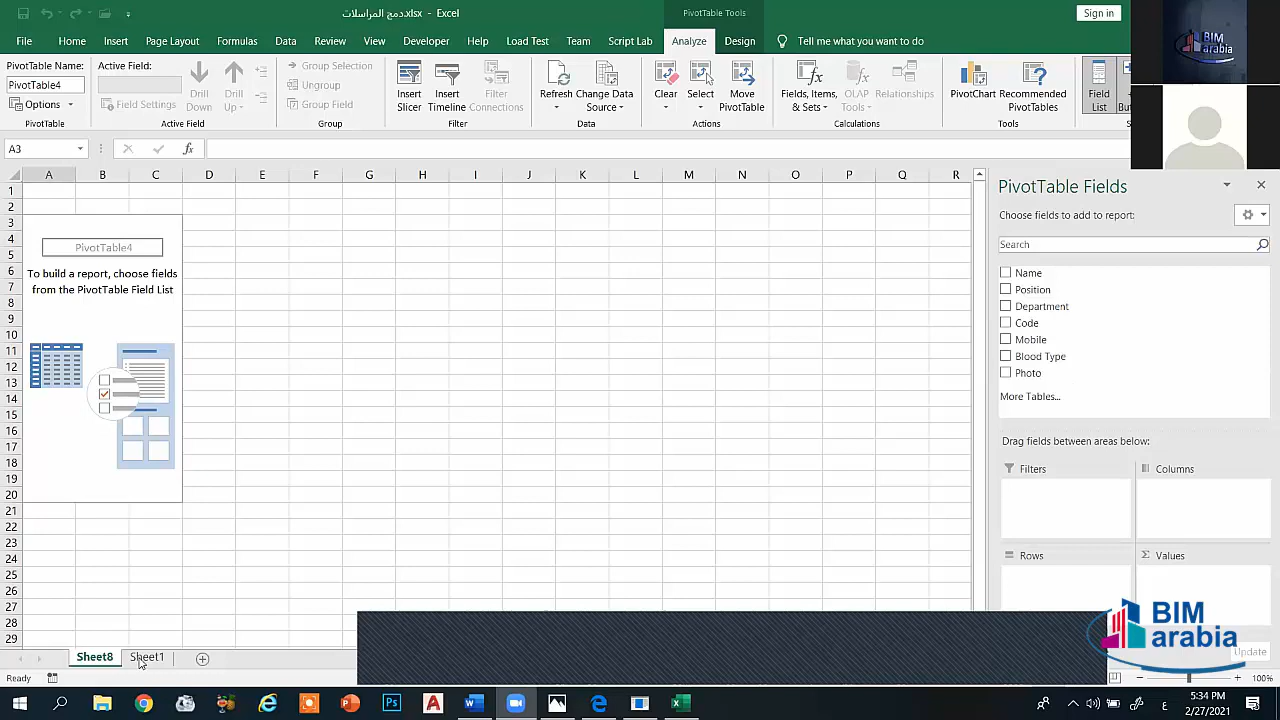 دمج المراسلات.xlsx - Excel
PivotTable Tools
Sign in
File Home Insert Page Layout Formulas Data Review View Developer Help Load Test Team Script Lab Analyze Design Tell me what you want to do
PivotTable Name:
PivotTable4
Options
PivotTable
Active Field:
Field Settings
Drill Down
Drill Up
Active Field
Group Selection
Ungroup
Group Field
Group
Insert Slicer
Insert Timeline
Filter Connections
Filter
Refresh
Change Data Source
Data
Clear
Select
Move PivotTable
Actions
Fields, Items, & Sets
OLAP Tools
Relationships
Calculations
PivotChart
Recommended PivotTables
Tools
Field List
BIM arabia
A3
fx
A B C D E F G H I J K L M N O P Q R
1
2
3
4
5
6
7
8
9
10
11
12
13
14
15
16
17
18
19
20
21
22
23
24
25
26
27
28
29
PivotTable4
To build a report, choose fields
from the PivotTable Field List
PivotTable Fields
Choose fields to add to report:
Search
Name
Position
Department
Code
Mobile
Blood Type
Photo
More Tables...
Drag fields between areas below:
Filters
Columns
Rows
Σ Values
Update
BIM
arabia
Sheet8 Sheet1
Ready
100%
5:34 PM
2/27/2021